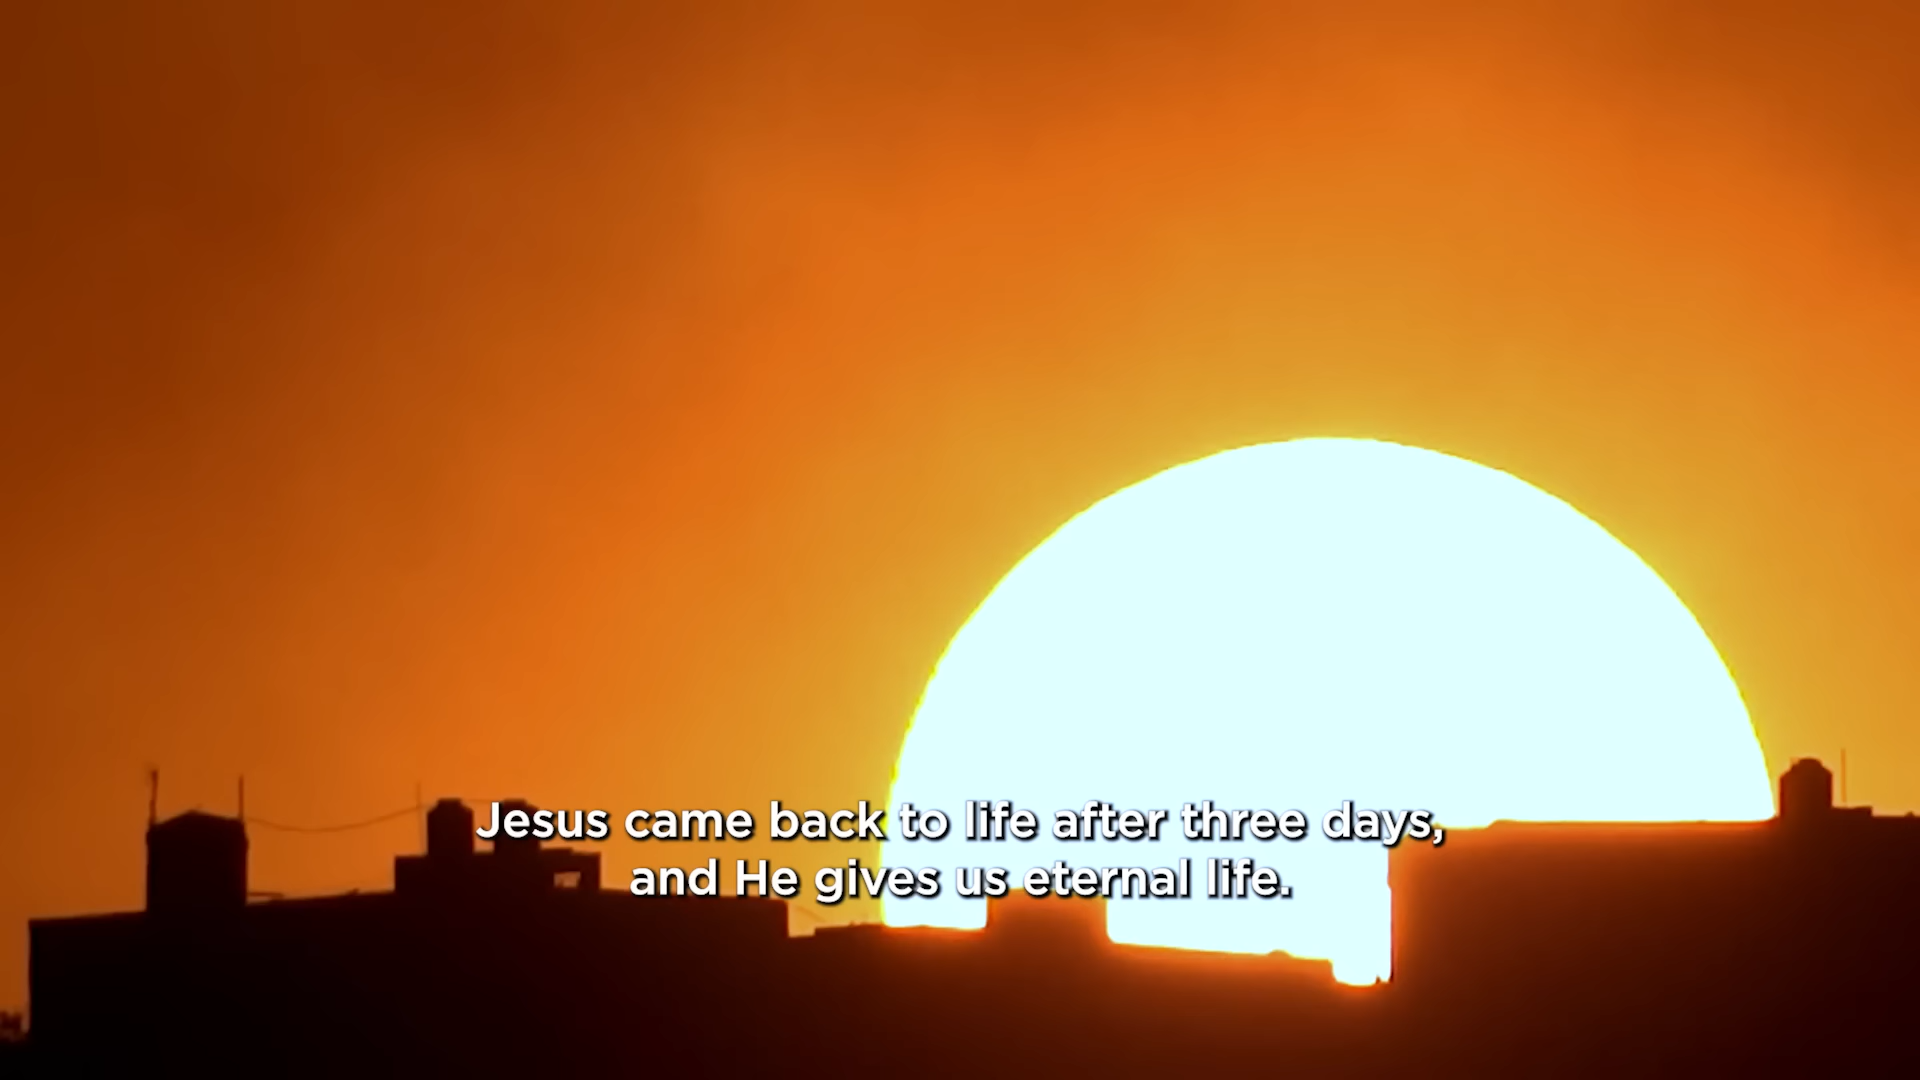 Jesus came back to life after three days,
and He gives us eternal life.